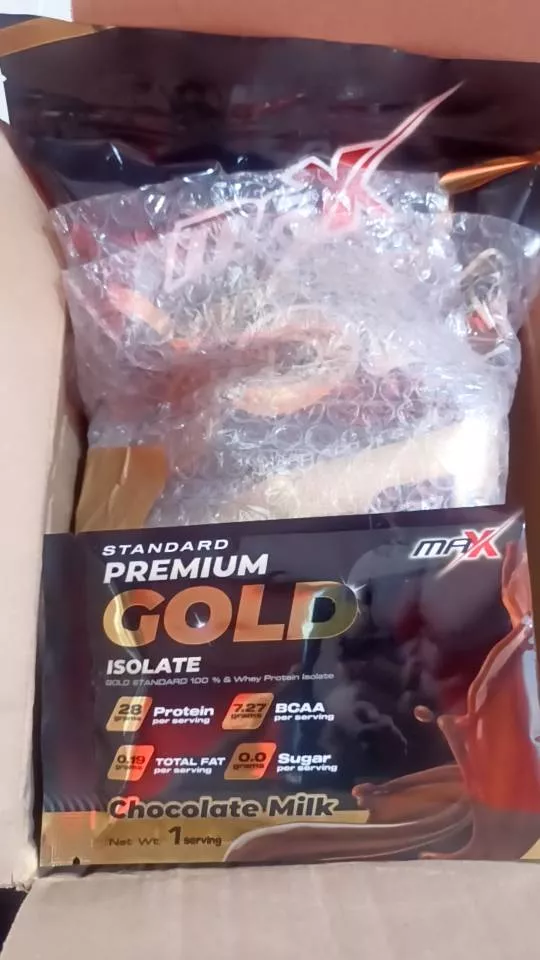 STANDARD
PREMIUM
GOLD
ISOLATE
GOLD STANDARD 100 % & Whey Protein Isolate
maX
28 grams Protein per serving
7.27 grams BCAA per serving
0.19 grams TOTAL FAT per serving
0.0 grams Sugar per serving
Chocolate Milk
Net Wt. 1 serving